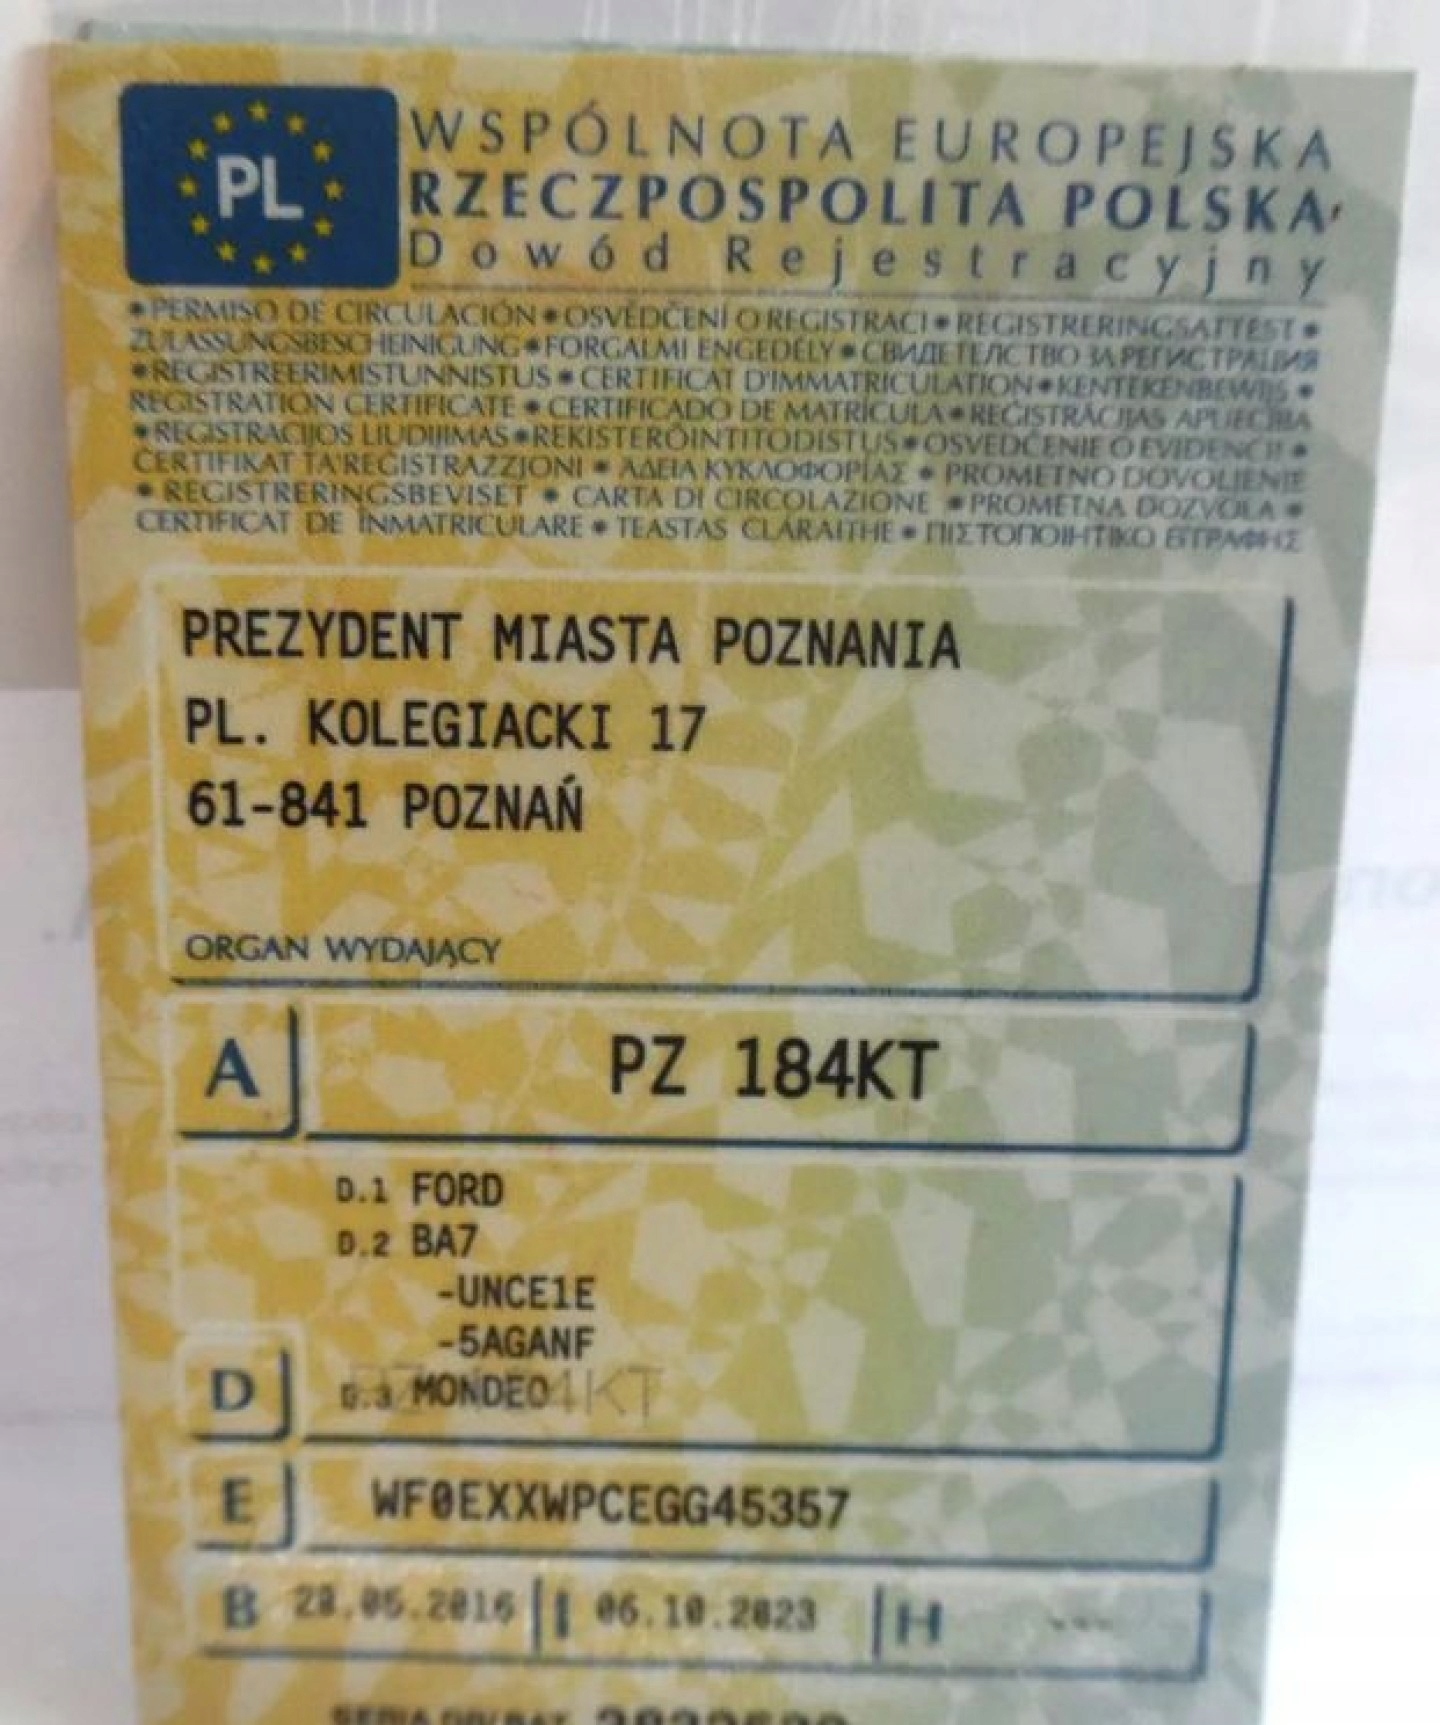 PL
WSPÓLNOTA EUROPEJSKA
RZECZPOSPOLITA POLSKA
Dowód Rejestracyjny
•PERMISO DE CIRCULACIÓN•OSVĚDČENÍ O REGISTRACI•REGISTRERINGSATTEST•
ZULASSUNGSBESCHEINIGUNG•FORGALMI ENGEDÉLY•СВИДЕТЕЛСТВО ЗА РЕГИСТРАЦИЯ
•REGISTREERIMISTUNNISTUS•CERTIFICAT D'IMMATRICULATION•KENTEKENBEWIJS•
REGISTRATION CERTIFICATE•CERTIFICADO DE MATRÍCULA•REĢISTRĀCIJAS APLIECĪBA
•REGISTRACIJOS LIUDIJIMAS•REKISTERÖINTITODISTUS•OSVEDČENIE O EVIDENCII•
ĊERTIFIKAT TA'REĠISTRAZZJONI•ΑΔΕΙΑ ΚΥΚΛΟΦΟΡΊΑΣ•PROMETNO DOVOLJENJE
•REGISTRERINGSBEVISET•CARTA DI CIRCOLAZIONE•PROMETNA DOZVOLA•
CERTIFICAT DE ÎNMATRICULARE•TEASTAS CLÁRAITHE•ΠΙΣΤΟΠΟΙΗΤΙΚΟ ΕΓΓΡΑΦΗΣ
PREZYDENT MIASTA POZNANIA
PL. KOLEGIACKI 17
61-841 POZNAŃ
ORGAN WYDAJĄCY
A PZ 184KT
D.1 FORD
D.2 BA7
-UNCE1E
-5AGANF
D D.3 MONDEO
E WF0EXXWPCEGG45357
B 20.05.2016 I 06.10.2023 H ---